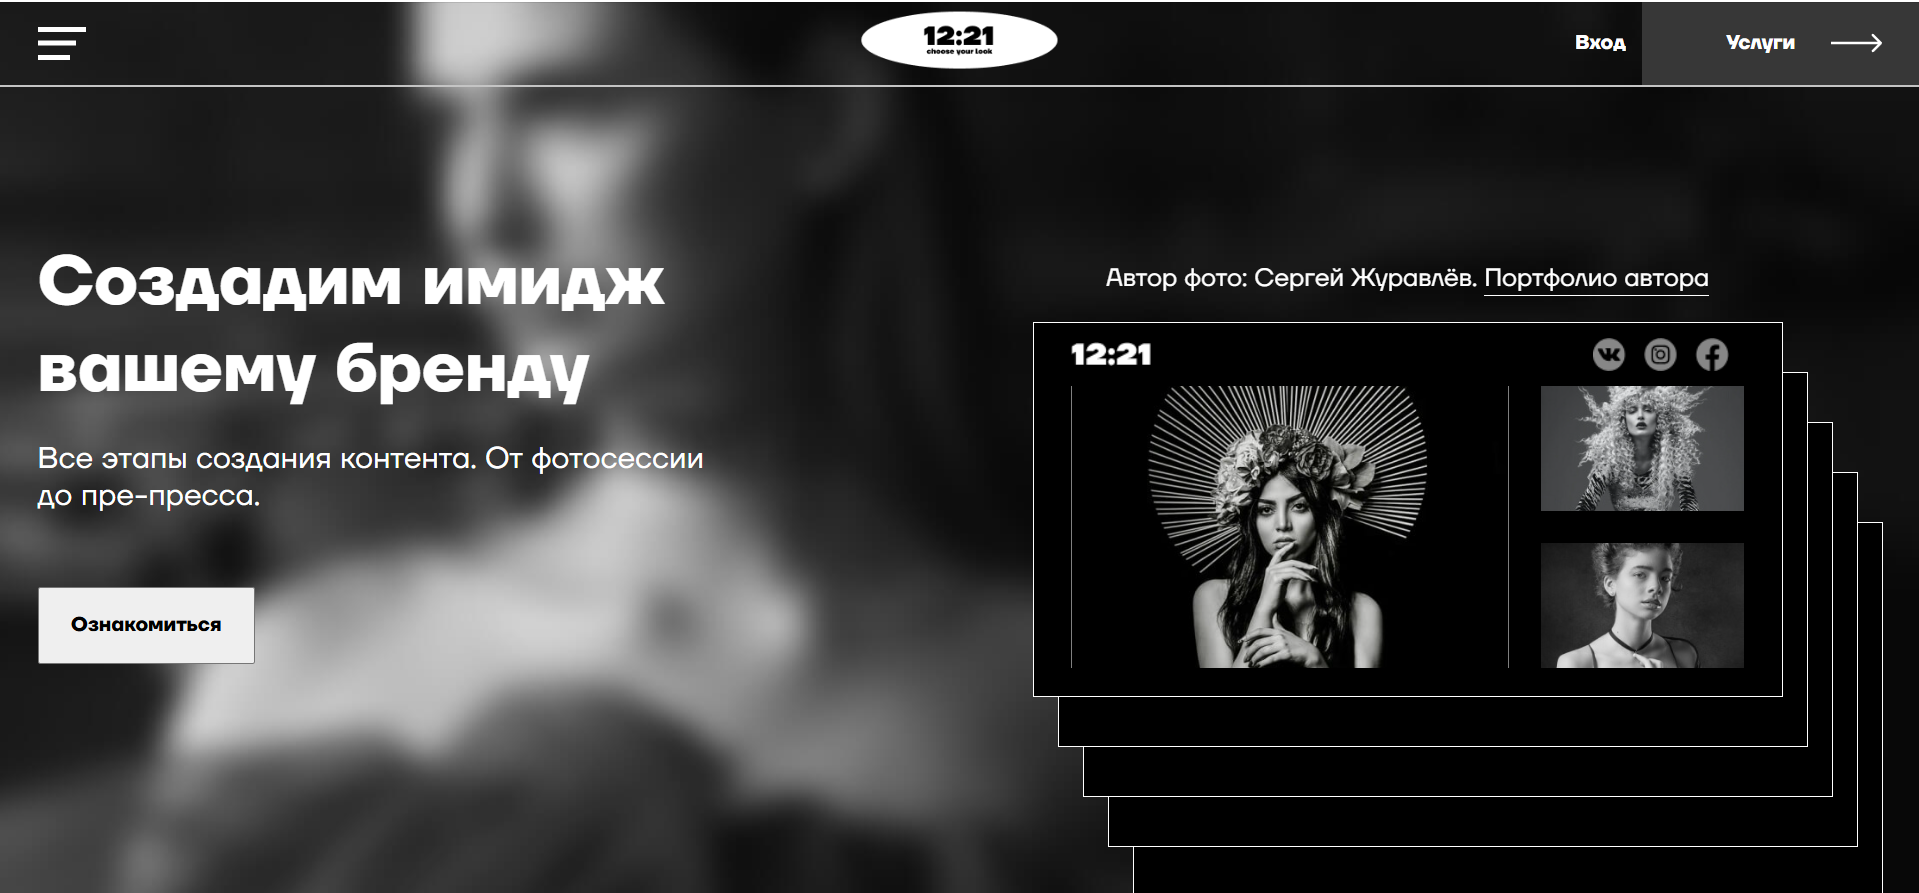 12:21
choose your look
Вход
Услуги
Создадим имидж
вашему бренду
Все этапы создания контента. От фотосессии
до пре-пресса.
Ознакомиться
Автор фото: Сергей Журавлёв. Портфолио автора
12:21